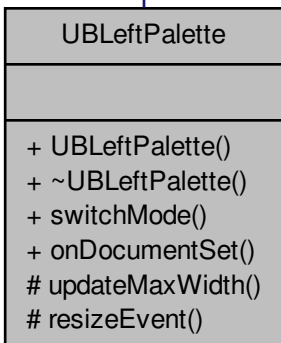 UBLeftPalette
+ UBLeftPalette()
+ ~UBLeftPalette()
+ switchMode()
+ onDocumentSet()
# updateMaxWidth()
# resizeEvent()